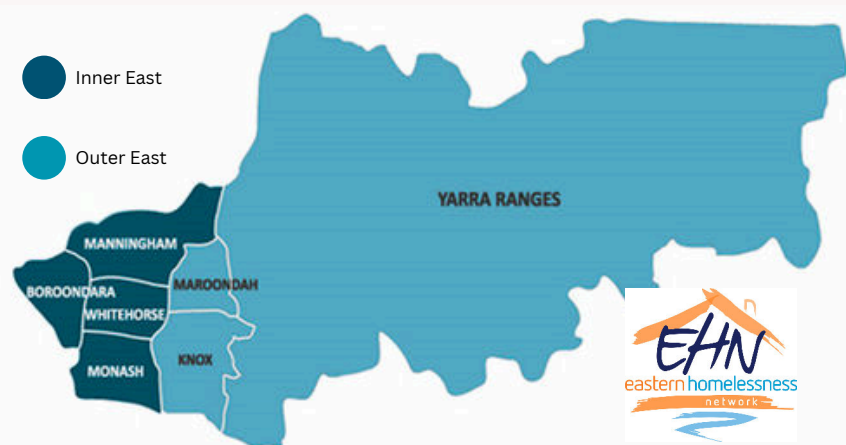 Inner East
Outer East
YARRA RANGES
MANNINGHAM
MAROONDAH
BOROONDARA
WHITEHORSE
KNOX
MONASH
EHN
eastern homelessness
network